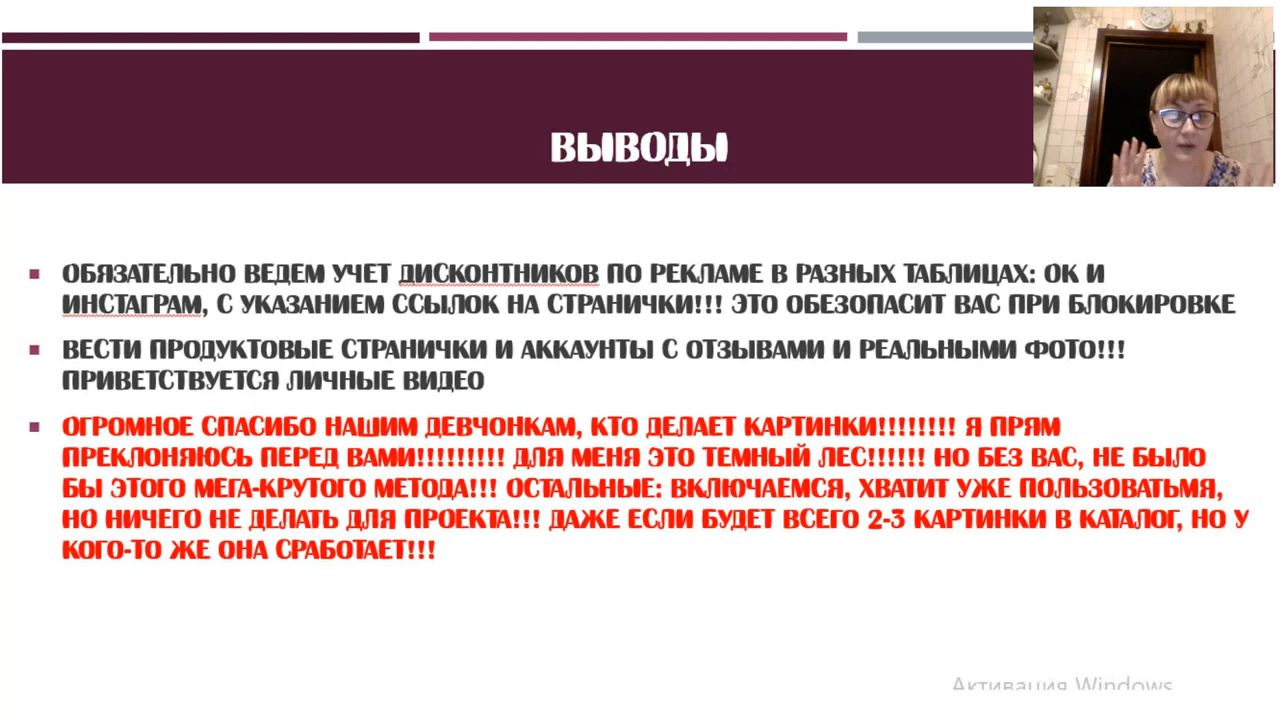 ВЫВОДЫ
ОБЯЗАТЕЛЬНО ВЕДЕМ УЧЕТ ДИСКОНТНИКОВ ПО РЕКЛАМЕ В РАЗНЫХ ТАБЛИЦАХ: ОК И
ИНСТАГРАМ, С УКАЗАНИЕМ ССЫЛОК НА СТРАНИЧКИ!!! ЭТО ОБЕЗОПАСИТ ВАС ПРИ БЛОКИРОВКЕ
ВЕСТИ ПРОДУКТОВЫЕ СТРАНИЧКИ И АККАУНТЫ С ОТЗЫВАМИ И РЕАЛЬНЫМИ ФОТО!!!
ПРИВЕТСТВУЕТСЯ ЛИЧНЫЕ ВИДЕО
ОГРОМНОЕ СПАСИБО НАШИМ ДЕВЧОНКАМ, КТО ДЕЛАЕТ КАРТИНКИ!!!!!!!! Я ПРЯМ
ПРЕКЛОНЯЮСЬ ПЕРЕД ВАМИ!!!!!!!!! ДЛЯ МЕНЯ ЭТО ТЕМНЫЙ ЛЕС!!!!!! НО БЕЗ ВАС, НЕ БЫЛО
БЫ ЭТОГО МЕГА-КРУТОГО МЕТОДА!!! ОСТАЛЬНЫЕ: ВКЛЮЧАЕМСЯ, ХВАТИТ УЖЕ ПОЛЬЗОВАТЬМЯ,
НО НИЧЕГО НЕ ДЕЛАТЬ ДЛЯ ПРОЕКТА!!! ДАЖЕ ЕСЛИ БУДЕТ ВСЕГО 2-3 КАРТИНКИ В КАТАЛОГ, НО У
КОГО-ТО ЖЕ ОНА СРАБОТАЕТ!!!
Активация Windows